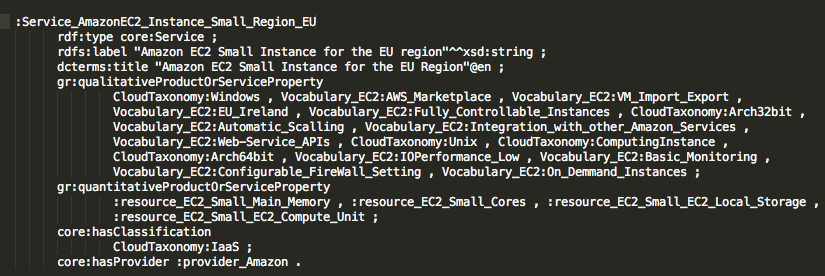 :Service_AmazonEC2_Instance_Small_Region_EU
rdf:type core:Service ;
rdfs:label "Amazon EC2 Small Instance for the EU region"^^xsd:string ;
dcterms:title "Amazon EC2 Small Instance for the EU Region"@en ;
gr:qualitativeProductOrServiceProperty
CloudTaxonomy:Windows , Vocabulary_EC2:AWS_Marketplace , Vocabulary_EC2:VM_Import_Export ,
Vocabulary_EC2:EU_Ireland , Vocabulary_EC2:Fully_Controllable_Instances , CloudTaxonomy:Arch32bit ,
Vocabulary_EC2:Automatic_Scalling , Vocabulary_EC2:Integration_with_other_Amazon_Services ,
Vocabulary_EC2:Web-Service_APIs , CloudTaxonomy:Unix , CloudTaxonomy:ComputingInstance ,
CloudTaxonomy:Arch64bit , Vocabulary_EC2:IOPerformance_Low , Vocabulary_EC2:Basic_Monitoring ,
Vocabulary_EC2:Configurable_FireWall_Setting , Vocabulary_EC2:On_Demmand_Instances ;
gr:quantitativeProductOrServiceProperty
:resource_EC2_Small_Main_Memory , :resource_EC2_Small_Cores , :resource_EC2_Small_EC2_Local_Storage ,
:resource_EC2_Small_EC2_Compute_Unit ;
core:hasClassification
CloudTaxonomy:IaaS ;
core:hasProvider :provider_Amazon .